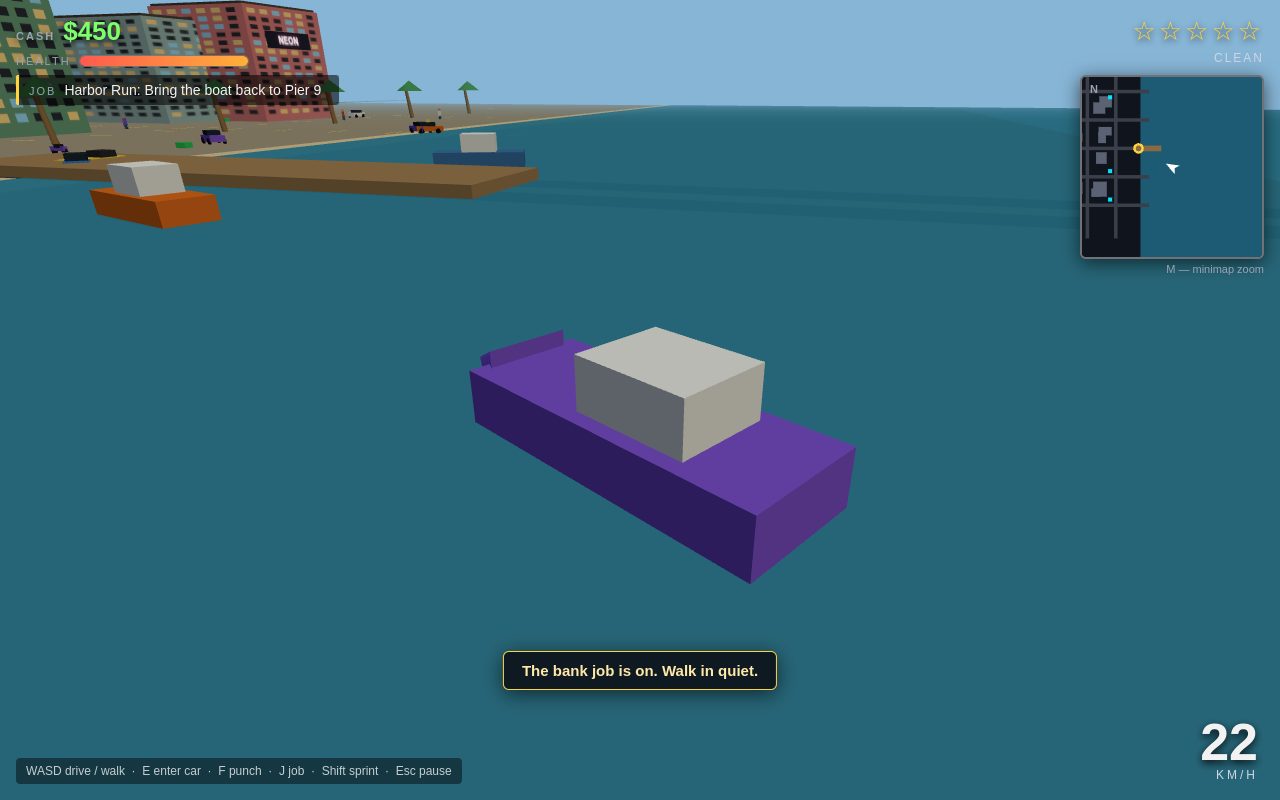 CASH $450
HEALTH
JOB Harbor Run: Bring the boat back to Pier 9
NEON
☆☆☆☆☆
CLEAN
N
M — minimap zoom
The bank job is on. Walk in quiet.
WASD drive / walk · E enter car · F punch · J job · Shift sprint · Esc pause
22
KM/H